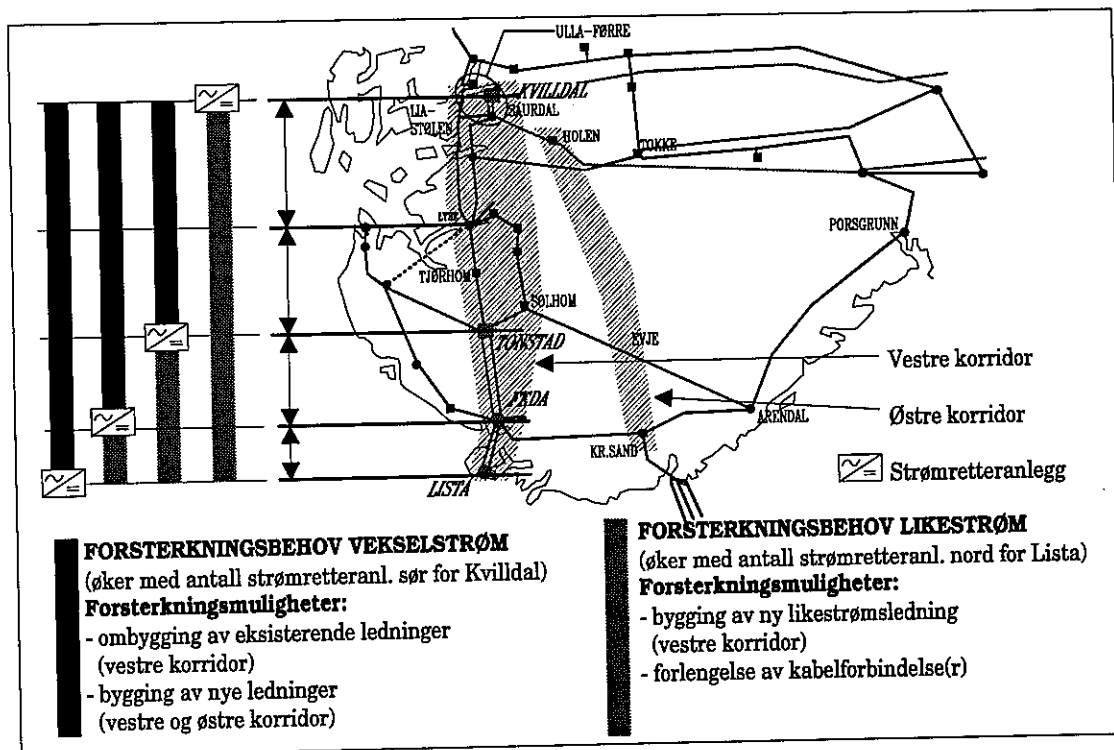 ULLA-FØRRE
KVILLDAL
LIA-
STØLEN
SAURDAL
HOLEN
TOKKE
LYSE
PORSGRUNN
TJØRHOM
SOLHOM
TONSTAD
EVJE
Vestre korridor
FEDA
Østre korridor
ARENDAL
KR.SAND
LISTA
Strømretteranlegg
FORSTERKNINGSBEHOV VEKSELSTRØM
(øker med antall strømretteranl. sør for Kvilldal)
Forsterkningsmuligheter:
- ombygging av eksisterende ledninger
(vestre korridor)
- bygging av nye ledninger
(vestre og østre korridor)
FORSTERKNINGSBEHOV LIKESTRØM
(øker med antall strømretteranl. nord for Lista)
Forsterkningsmuligheter:
- bygging av ny likestrømsledning
(vestre korridor)
- forlengelse av kabelforbindelse(r)